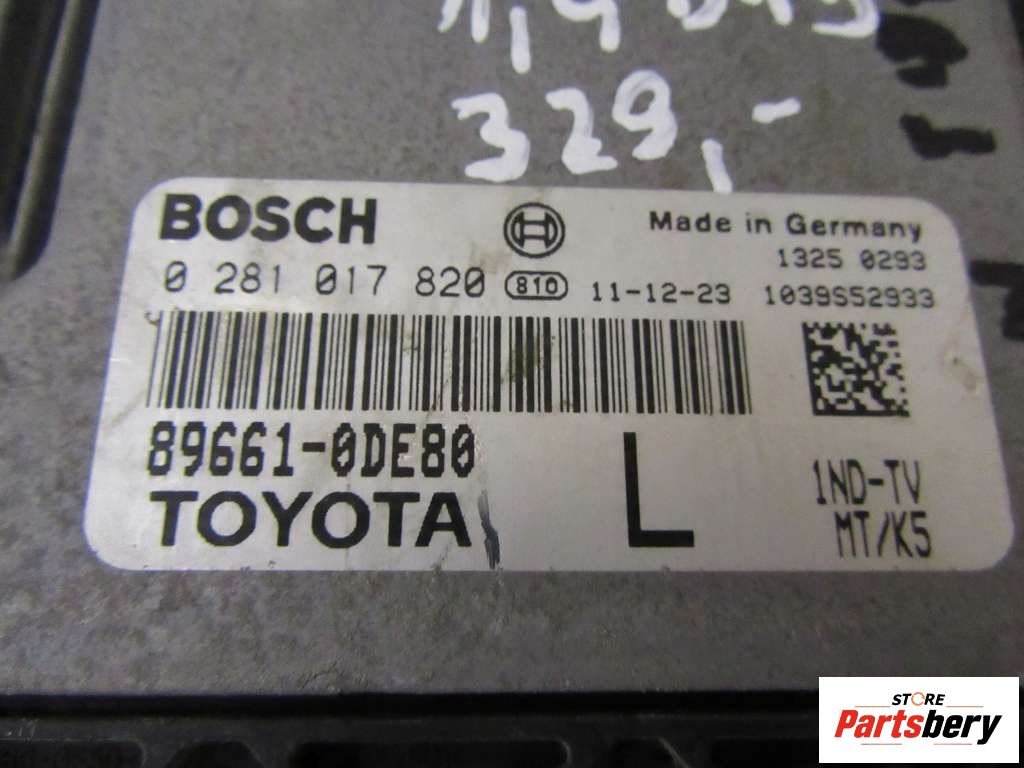 329,-
BOSCH Made in Germany
1325 0293
0 281 017 820 810 11-12-23 1039S52933
89661-0DE80
TOYOTA
L
1ND-TV
MT/K5
STORE
Partsbery